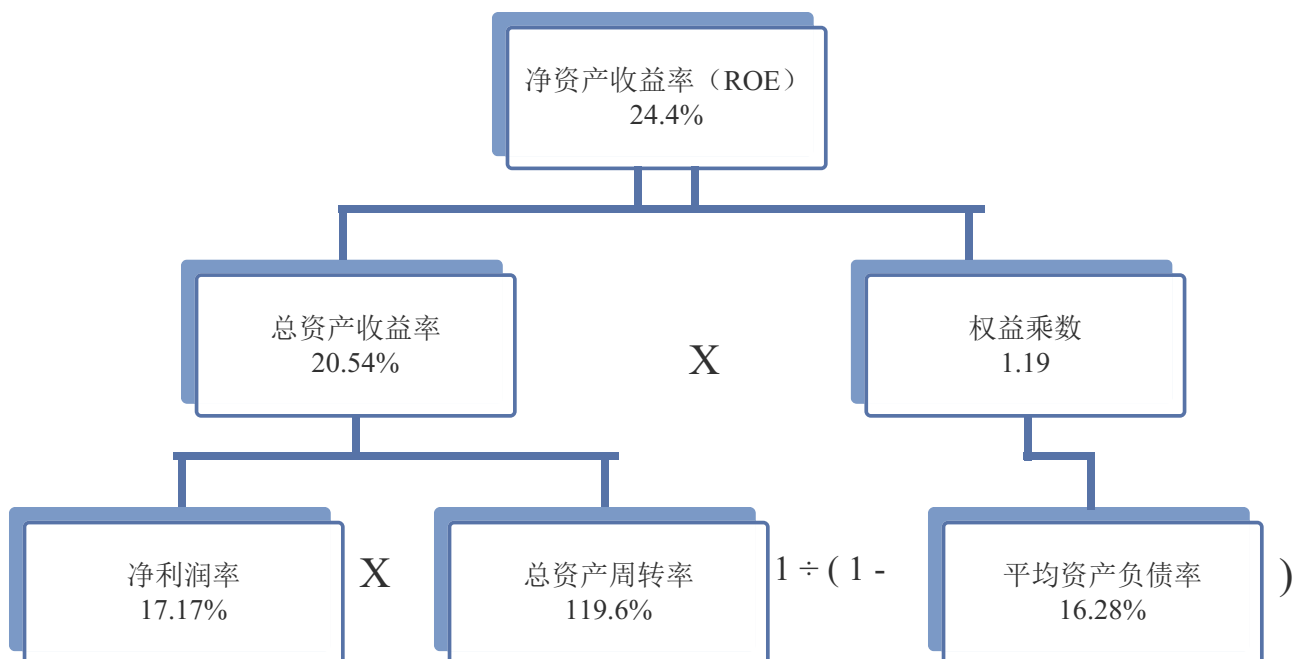 净资产收益率（ROE）
24.4%
总资产收益率
20.54%
X
权益乘数
1.19
净利润率
17.17%
X
总资产周转率
119.6%
1 ÷ ( 1 -
平均资产负债率
16.28%
)